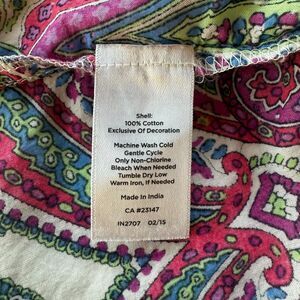 Shell:
100% Cotton
Exclusive Of Decoration
Machine Wash Cold
Gentle Cycle
Only Non-Chlorine
Bleach When Needed
Tumble Dry Low
Warm Iron, If Needed
Made In India
CA #23147
IN2707 02/15